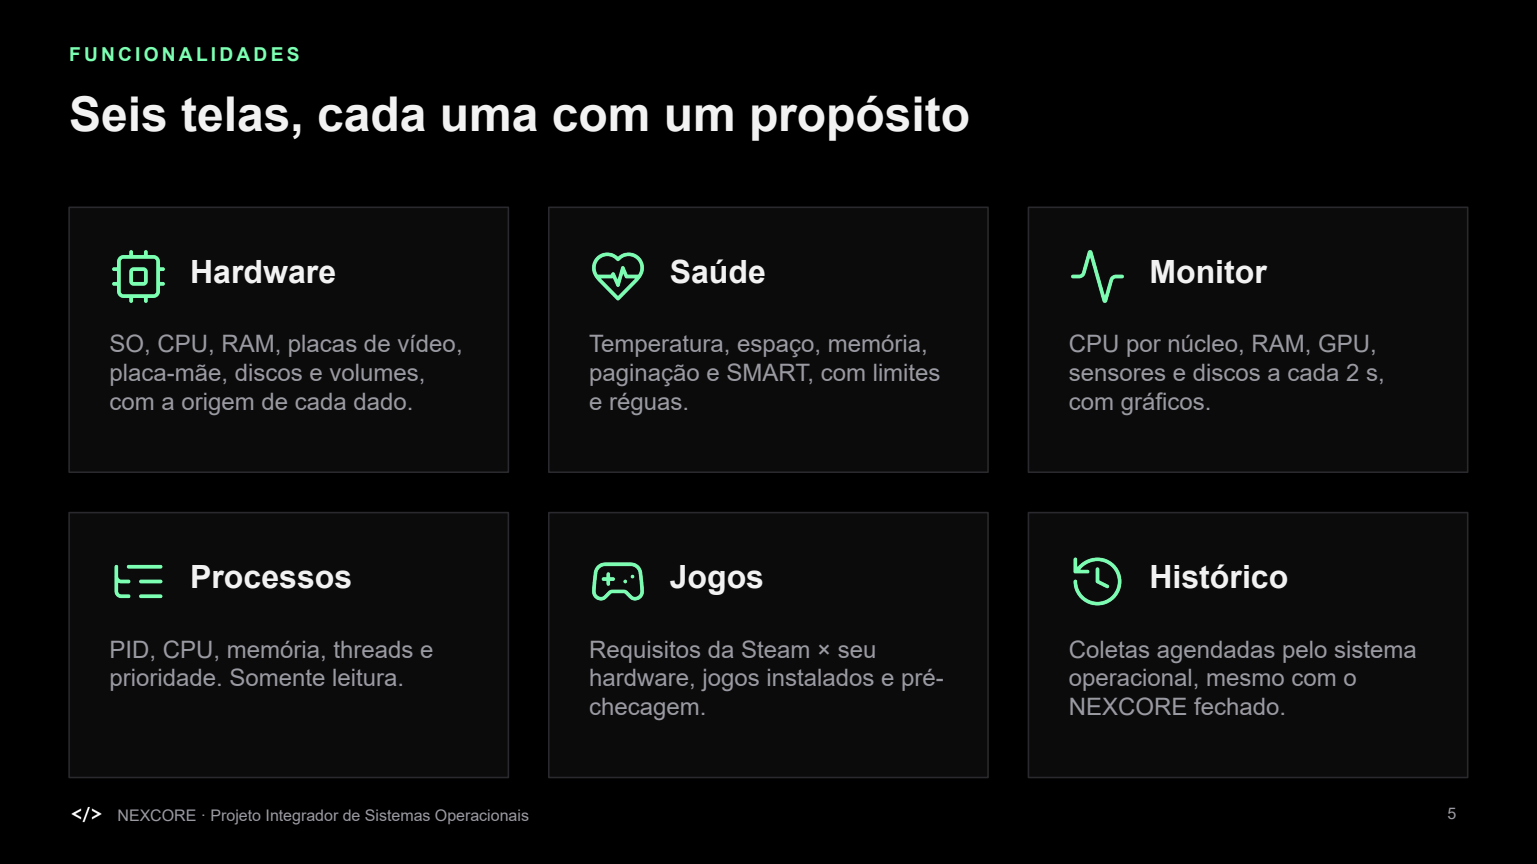 FUNCIONALIDADES
Seis telas, cada uma com um propósito
Hardware
SO, CPU, RAM, placas de vídeo,
placa-mãe, discos e volumes,
com a origem de cada dado.
Saúde
Temperatura, espaço, memória,
paginação e SMART, com limites
e réguas.
Monitor
CPU por núcleo, RAM, GPU,
sensores e discos a cada 2 s,
com gráficos.
Processos
PID, CPU, memória, threads e
prioridade. Somente leitura.
Jogos
Requisitos da Steam × seu
hardware, jogos instalados e pré-
checagem.
Histórico
Coletas agendadas pelo sistema
operacional, mesmo com o
NEXCORE fechado.
</> NEXCORE · Projeto Integrador de Sistemas Operacionais
5